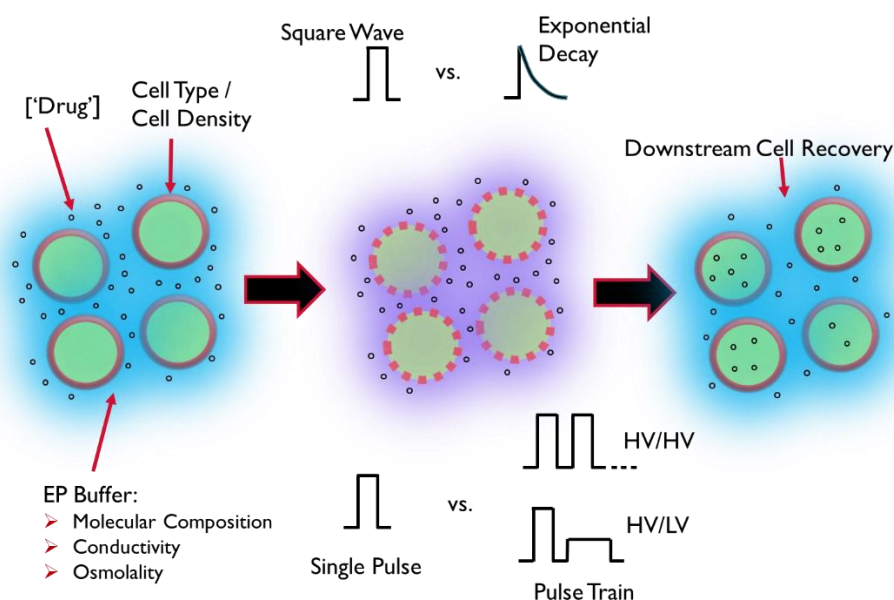 Square Wave
vs.
Exponential
Decay
['Drug']
Cell Type /
Cell Density
Downstream Cell Recovery
EP Buffer:
Molecular Composition
Conductivity
Osmolality
Single Pulse
vs.
HV/HV
HV/LV
Pulse Train